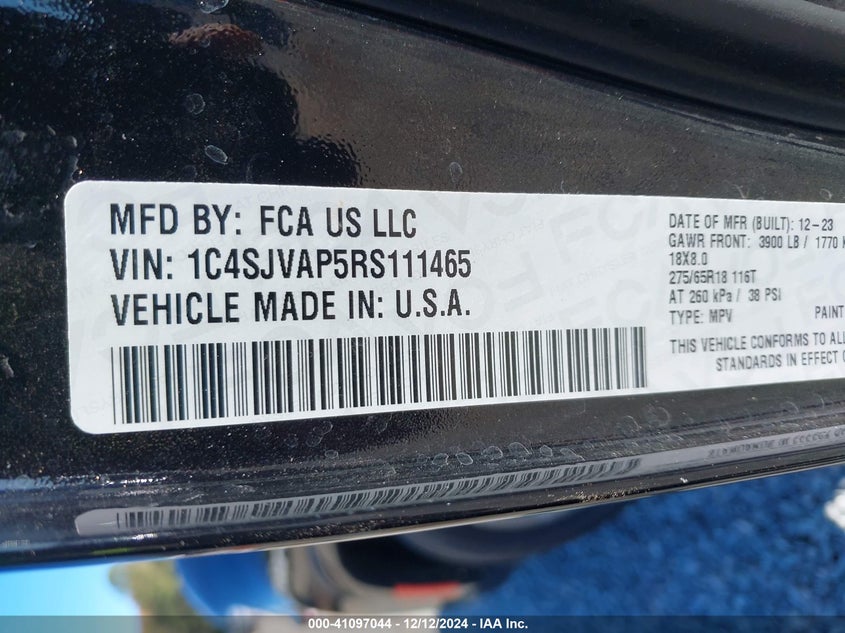 MFD BY: FCA US LLC
VIN: 1C4SJVAP5RS111465
VEHICLE MADE IN: U.S.A.
DATE OF MFR (BUILT): 12-23
GAWR FRONT: 3900 LB / 1770 K
18X8.0
275/65R18 116T
AT 260 kPa / 38 PSI
TYPE: MPV PAINT
THIS VEHICLE CONFORMS TO ALL
STANDARDS IN EFFECT O
000-41097044 / 12/12/2024 - IAA Inc.